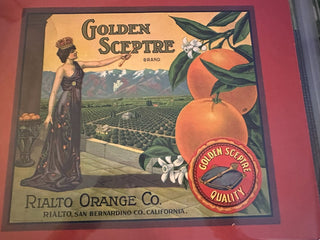 GOLDEN
SCEPTRE
BRAND
GOLDEN SCEPTRE
QUALITY
RIALTO ORANGE CO.
RIALTO, SAN BERNARDINO CO. CALIFORNIA.